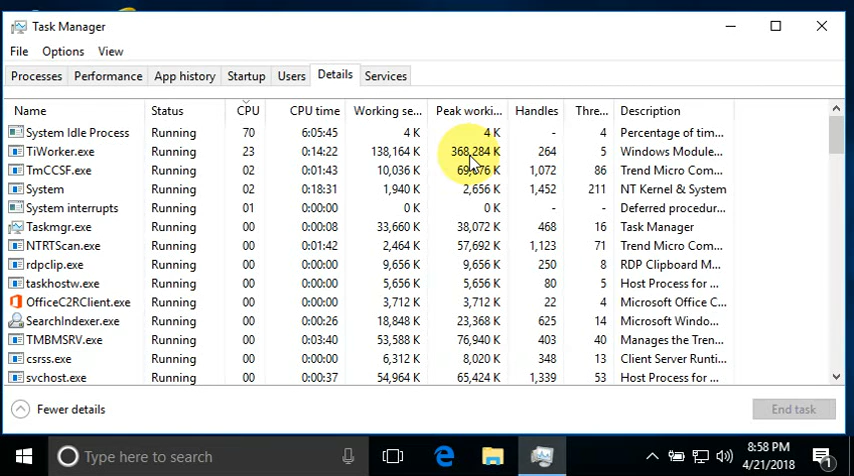 Task Manager
File Options View
Processes Performance App history Startup Users Details Services
Name Status CPU CPU time Working se... Peak worki... Handles Thre... Description
System Idle Process Running 70 6:05:45 4 K 4 K - 4 Percentage of tim...
TiWorker.exe Running 23 0:14:22 138,164 K 368,284 K 264 5 Windows Module...
TmCCSF.exe Running 02 0:01:43 10,036 K 69,376 K 1,072 86 Trend Micro Com...
System Running 02 0:18:31 1,940 K 2,656 K 1,452 211 NT Kernel & System
System interrupts Running 01 0:00:00 0 K 0 K - - Deferred procedur...
Taskmgr.exe Running 00 0:00:08 33,660 K 38,072 K 468 16 Task Manager
NTRTScan.exe Running 00 0:01:42 2,464 K 57,692 K 1,123 71 Trend Micro Com...
rdpclip.exe Running 00 0:00:00 9,656 K 9,656 K 250 8 RDP Clipboard M...
taskhostw.exe Running 00 0:00:00 5,656 K 5,656 K 80 5 Host Process for ...
OfficeC2RClient.exe Running 00 0:00:00 3,712 K 3,712 K 22 4 Microsoft Office C...
SearchIndexer.exe Running 00 0:00:26 18,848 K 23,368 K 625 14 Microsoft Windo...
TMBMSRV.exe Running 00 0:03:40 53,588 K 76,940 K 403 40 Manages the Tren...
csrss.exe Running 00 0:00:00 6,312 K 8,020 K 348 13 Client Server Runti...
svchost.exe Running 00 0:00:37 54,964 K 65,424 K 1,339 53 Host Process for ...
Fewer details End task
Type here to search
8:58 PM
4/21/2018
1